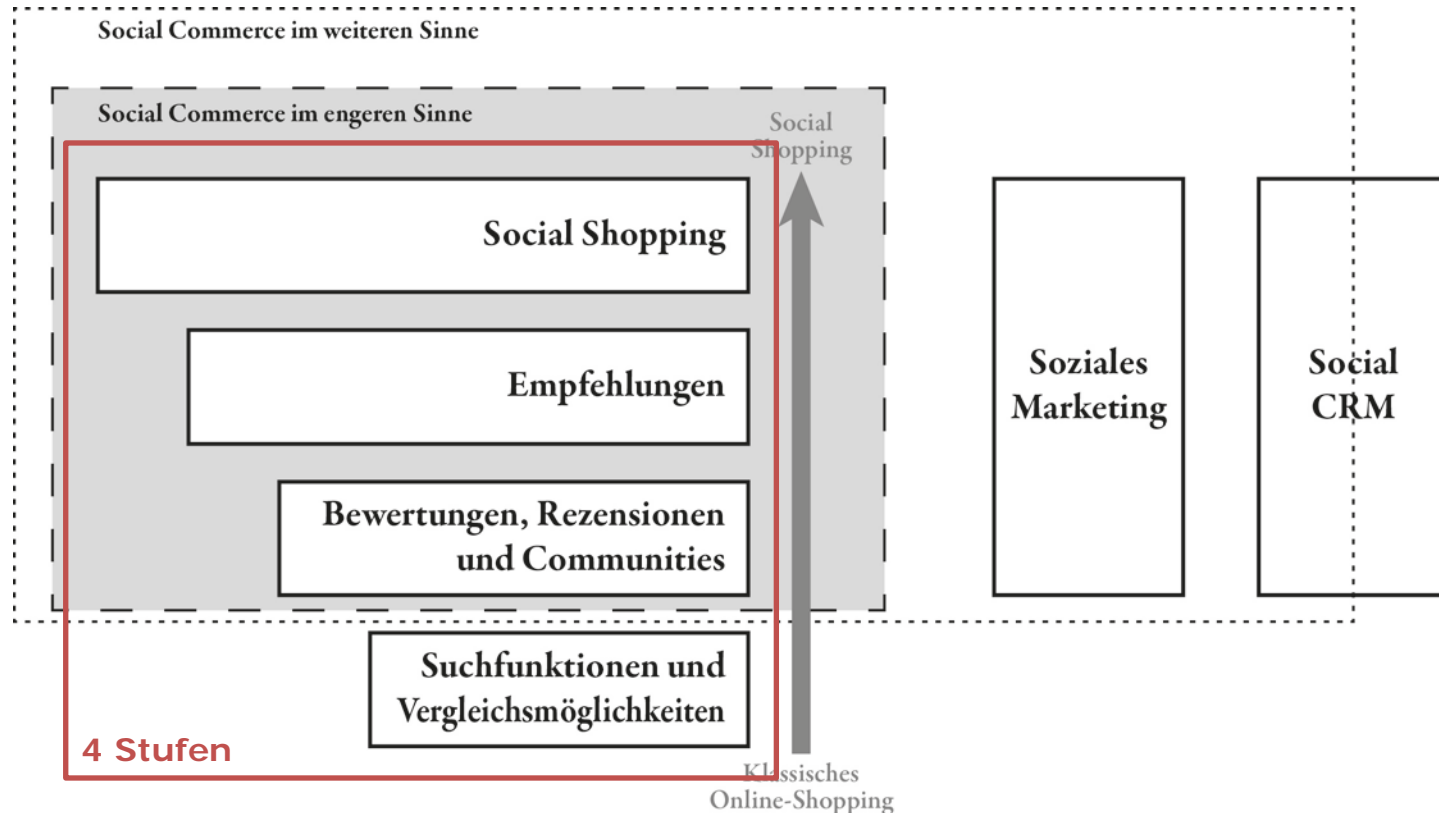 Social Commerce im weiteren Sinne
Social Commerce im engeren Sinne
Social
Shopping
Social Shopping
Empfehlungen
Bewertungen, Rezensionen
und Communities
Suchfunktionen und
Vergleichsmöglichkeiten
4 Stufen
Klassisches
Online-Shopping
Soziales
Marketing
Social
CRM